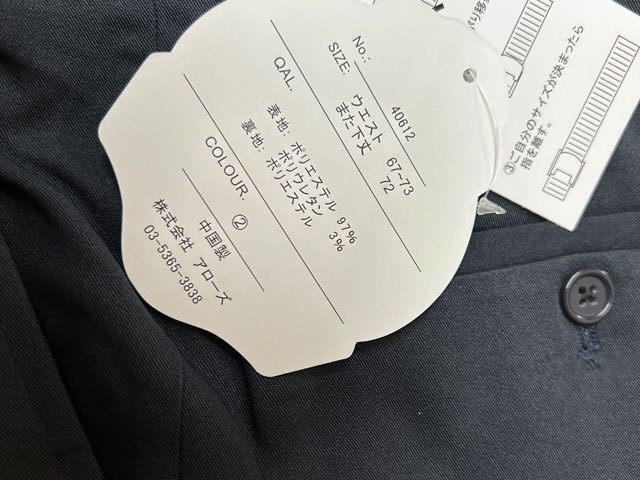 No.: 40612
SIZE. ウエスト 67-73
また下丈 72
QAL.
表地: ポリエステル 97%
ポリウレタン 3%
裏地: ポリエステル
COLOUR. ②
中国製
株式会社 アローズ
03-5365-3838
③ご自分のサイズが決まったら
指を離す。